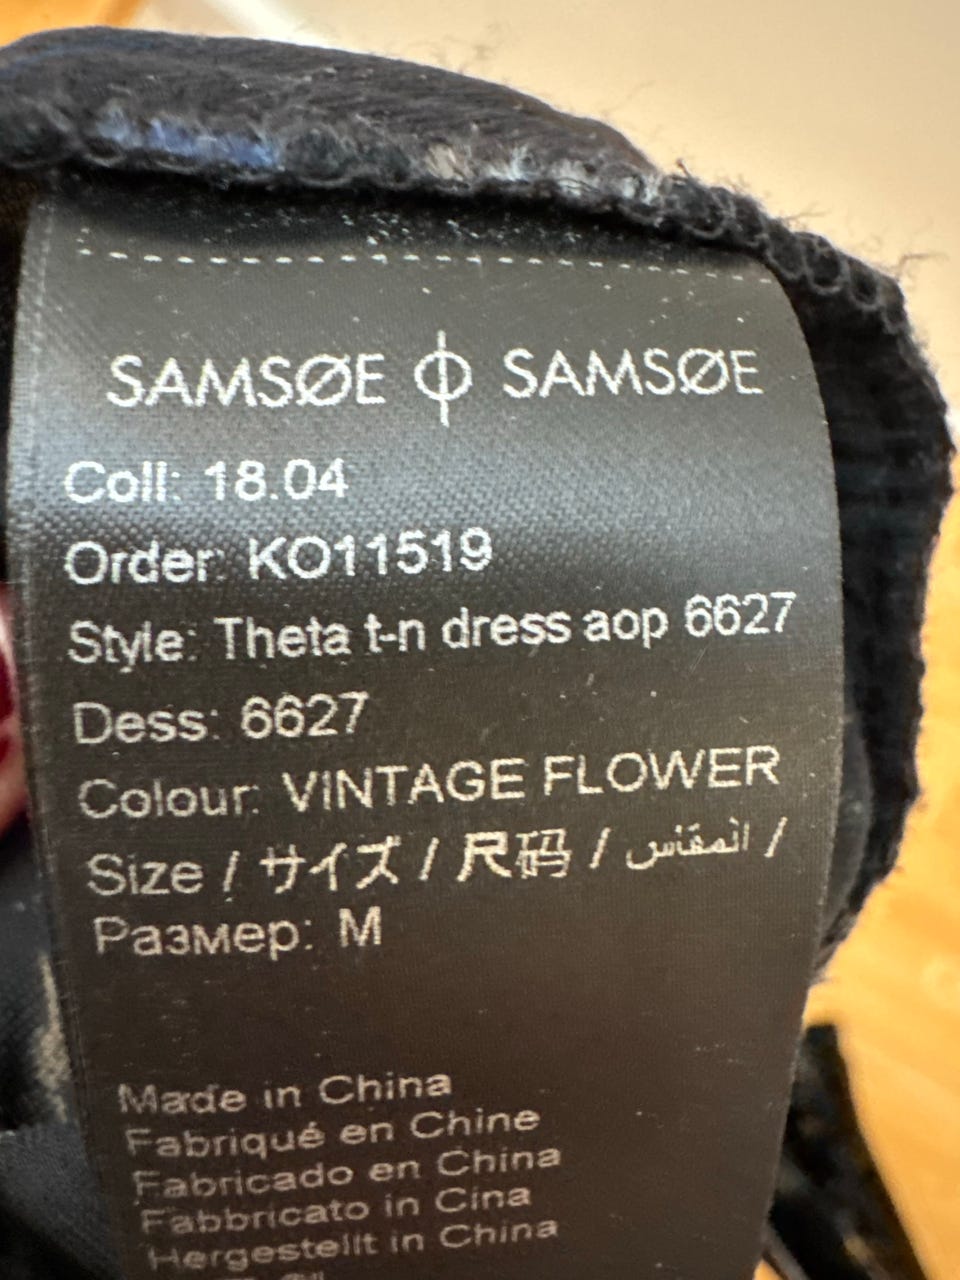 SAMSØE ϕ SAMSØE
Coll: 18.04
Order: KO11519
Style: Theta t-n dress aop 6627
Dess: 6627
Colour: VINTAGE FLOWER
Size / サイズ / 尺码 / المقاس /
Размер: M
Made in China
Fabriqué en Chine
Fabricado en China
Fabbricato in Cina
Hergestellt in China